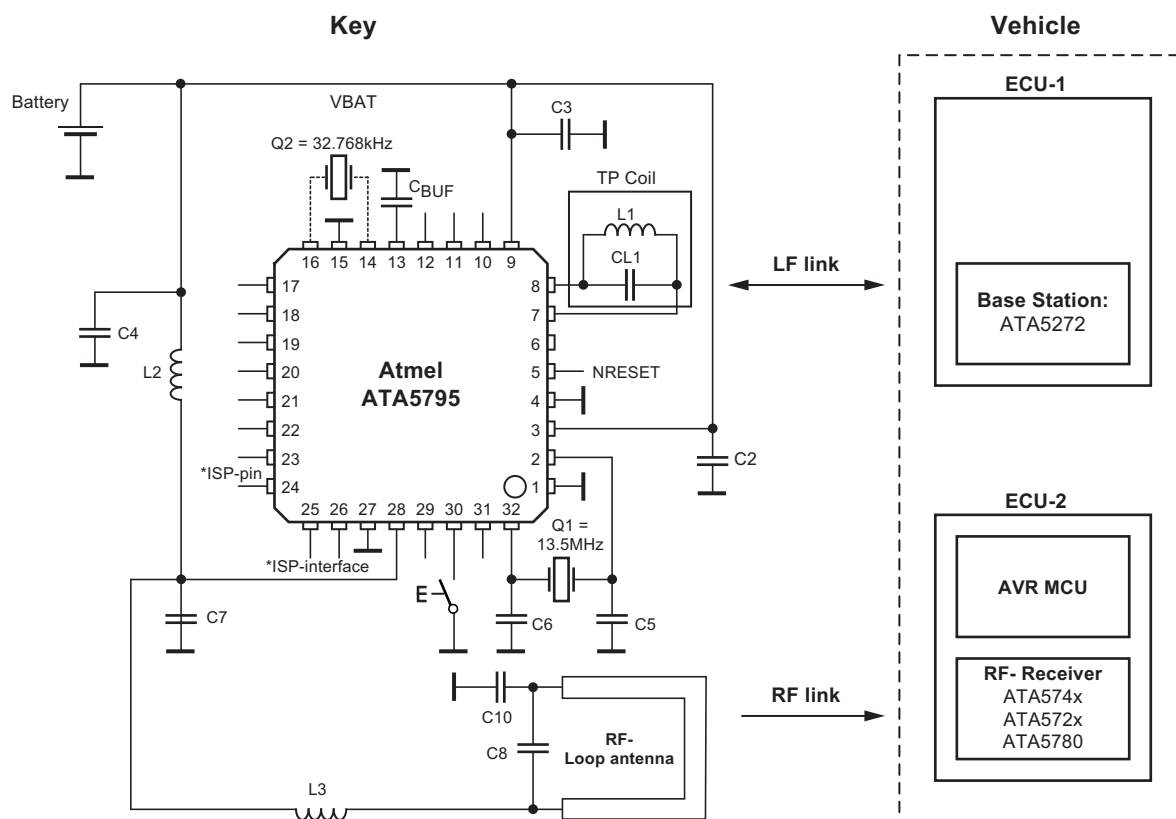 Key
Vehicle
Battery
VBAT
C3
ECU-1
Q2 = 32.768kHz
CBUF
TP Coil
L1
CL1
16 15 14 13 12 11 10 9
17
18
19
20
21
22
23
24
8
7
6
5
4
3
2
1
C4
L2
Atmel
ATA5795
NRESET
LF link
Base Station:
ATA5272
*ISP-pin
C2
25 26 27 28 29 30 31 32
*ISP-interface
Q1 =
13.5MHz
C7
C6
C5
ECU-2
AVR MCU
RF- Receiver
ATA574x
ATA572x
ATA5780
RF link
C10
C8
RF-
Loop antenna
L3